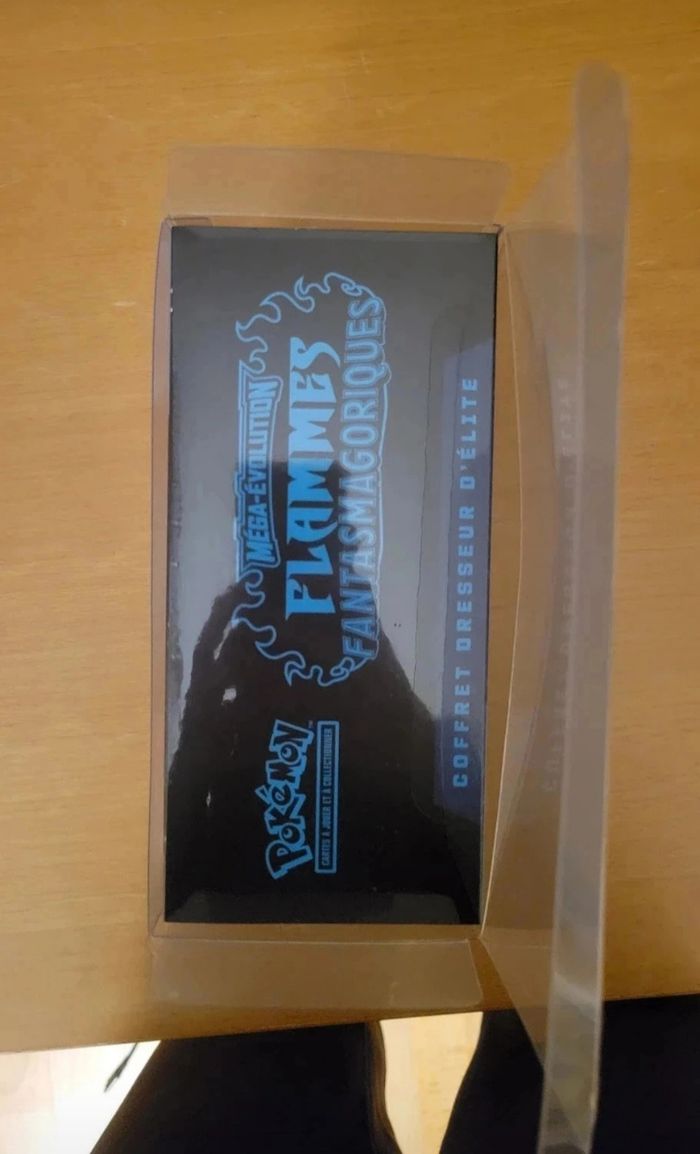 Pokémon
CARTES À JOUER ET À COLLECTIONNER
MÉGA-ÉVOLUTION
FLAMMES
FANTASMAGORIQUES
COFFRET DRESSEUR D'ÉLITE